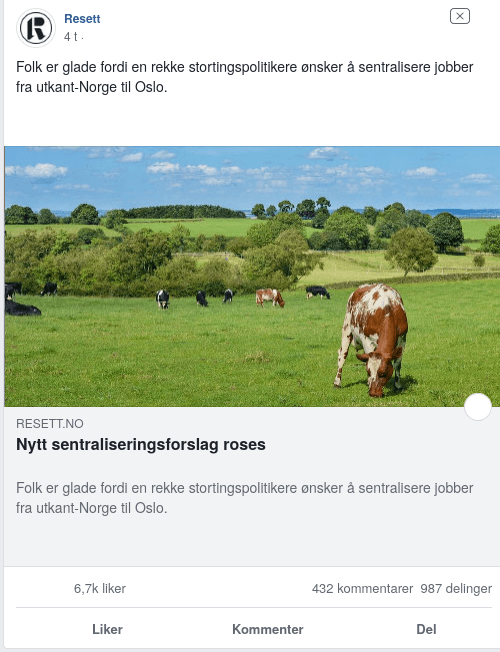 Resett
4 t ·
Folk er glade fordi en rekke stortingspolitikere ønsker å sentralisere jobber
fra utkant-Norge til Oslo.
RESETT.NO
Nytt sentraliseringsforslag roses
Folk er glade fordi en rekke stortingspolitikere ønsker å sentralisere jobber
fra utkant-Norge til Oslo.
6,7k liker 432 kommentarer 987 delinger
Liker Kommenter Del